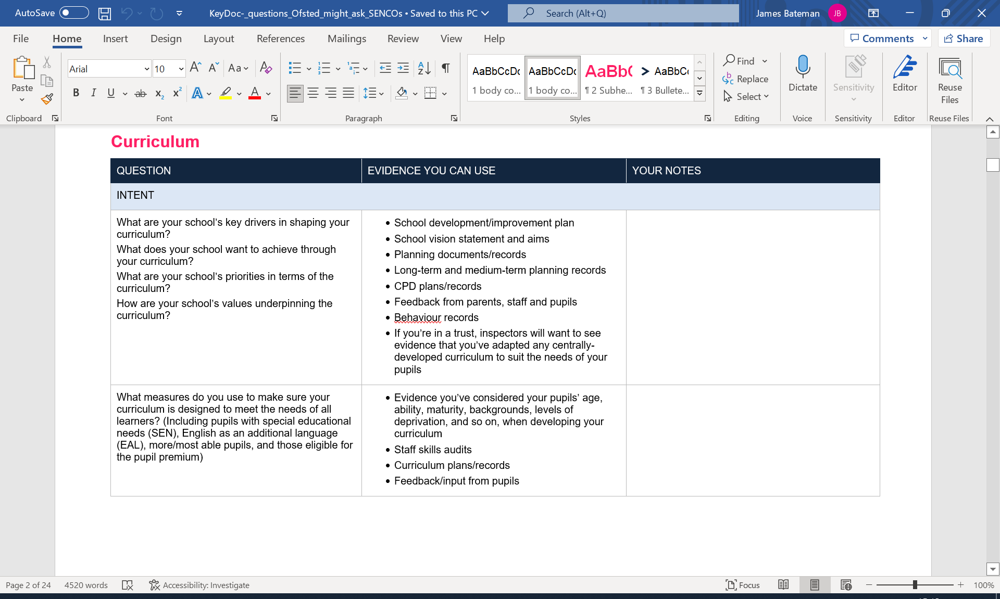 AutoSave
KeyDoc-_questions_Ofsted_might_ask_SENCOs • Saved to this PC
Search (Alt+Q)
James Bateman
JB
File
Home
Insert
Design
Layout
References
Mailings
Review
View
Help
Comments
Share
Paste
Clipboard
Arial
10
Font
Paragraph
AaBbCcDc
1 body co...
AaBbCcDc
1 body co...
AaBbC
¶ 2 Subhe...
AaBbCc
¶ 3 Bullete...
Styles
Find
Replace
Select
Editing
Dictate
Voice
Sensitivity
Sensitivity
Editor
Editor
Reuse
Files
Reuse Files
Curriculum
QUESTION
EVIDENCE YOU CAN USE
YOUR NOTES
INTENT
What are your school’s key drivers in shaping your
curriculum?
What does your school want to achieve through
your curriculum?
What are your school’s priorities in terms of the
curriculum?
How are your school’s values underpinning the
curriculum?
• School development/improvement plan
• School vision statement and aims
• Planning documents/records
• Long-term and medium-term planning records
• CPD plans/records
• Feedback from parents, staff and pupils
• Behaviour records
• If you’re in a trust, inspectors will want to see
evidence that you’ve adapted any centrally-
developed curriculum to suit the needs of your
pupils
What measures do you use to make sure your
curriculum is designed to meet the needs of all
learners? (Including pupils with special educational
needs (SEN), English as an additional language
(EAL), more/most able pupils, and those eligible for
the pupil premium)
• Evidence you’ve considered your pupils’ age,
ability, maturity, backgrounds, levels of
deprivation, and so on, when developing your
curriculum
• Staff skills audits
• Curriculum plans/records
• Feedback/input from pupils
Page 2 of 24
4520 words
Accessibility: Investigate
Focus
100%